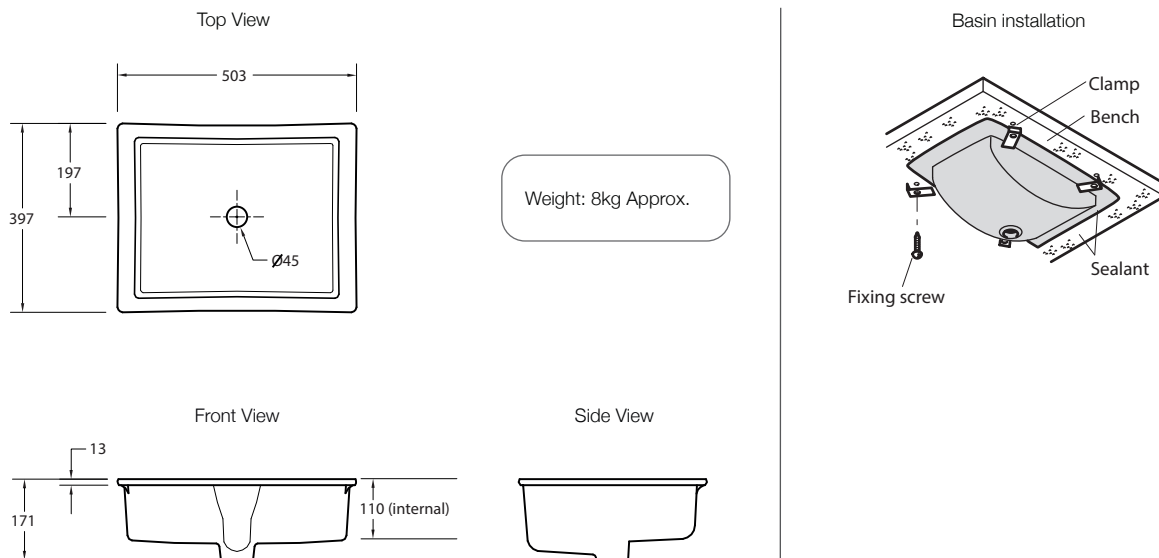 Top View
503
197
397
Ø45
Weight: 8kg Approx.
Front View
13
171
110 (internal)
Side View
Basin installation
Clamp
Bench
Sealant
Fixing screw